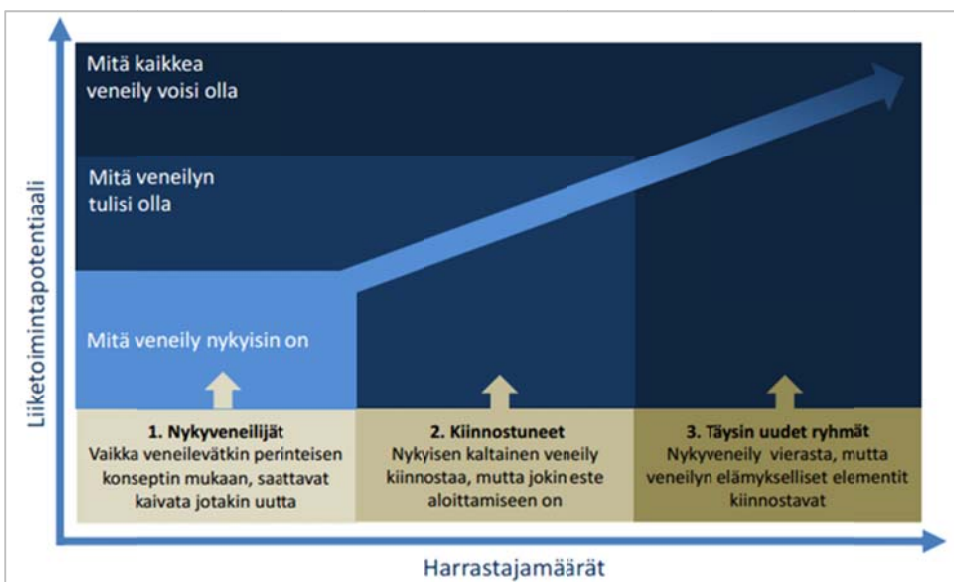 Mitä kaikkea
veneily voisi olla
Mitä veneilyn
tulisi olla
Mitä veneily nykyisin on
Liiketoimintapotentiaali
1. Nykyveneilijät
Vaikka veneilevätkin perinteisen
konseptin mukaan, saattavat
kaivata jotakin uutta
2. Kiinnostuneet
Nykyisen kaltainen veneily
kiinnostaa, mutta jokin este
aloittamiseen on
3. Täysin uudet ryhmät
Nykyveneily vierasta, mutta
veneilyn elämykselliset elementit
kiinnostavat
Harrastajamäärät